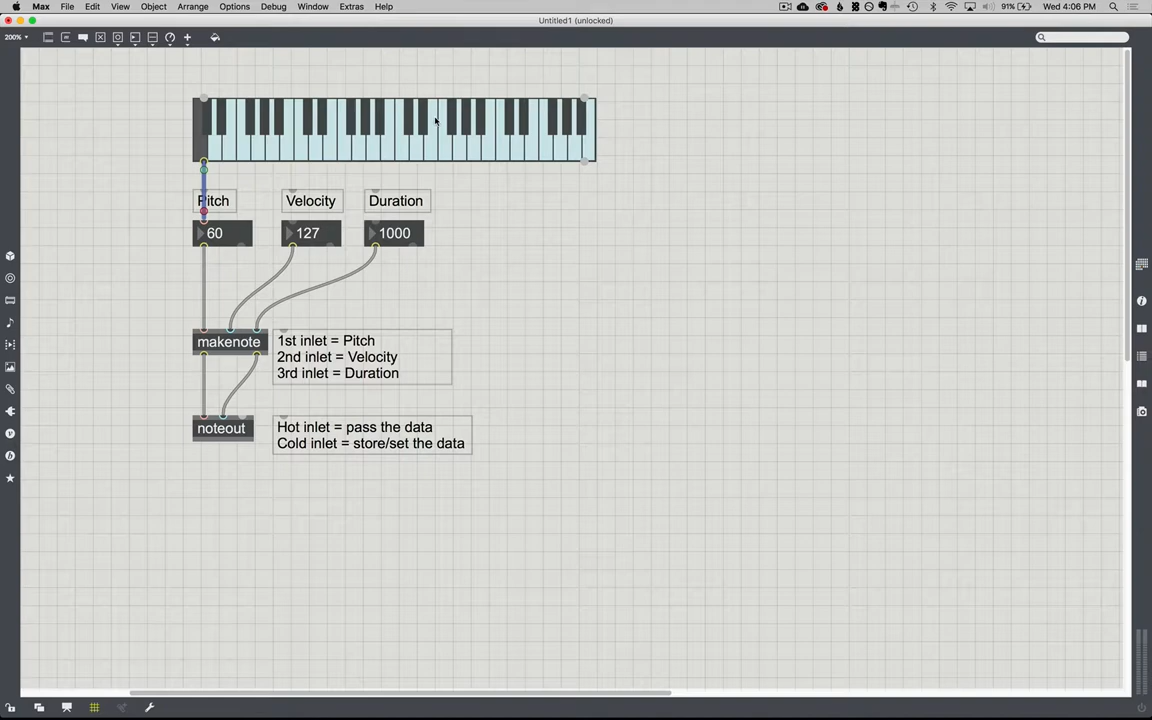 Max File Edit View Object Arrange Options Debug Window Extras Help
91% Wed 4:06 PM
Untitled1 (unlocked)
200%
Pitch Velocity Duration
60 127 1000
makenote
1st inlet = Pitch
2nd inlet = Velocity
3rd inlet = Duration
noteout
Hot inlet = pass the data
Cold inlet = store/set the data